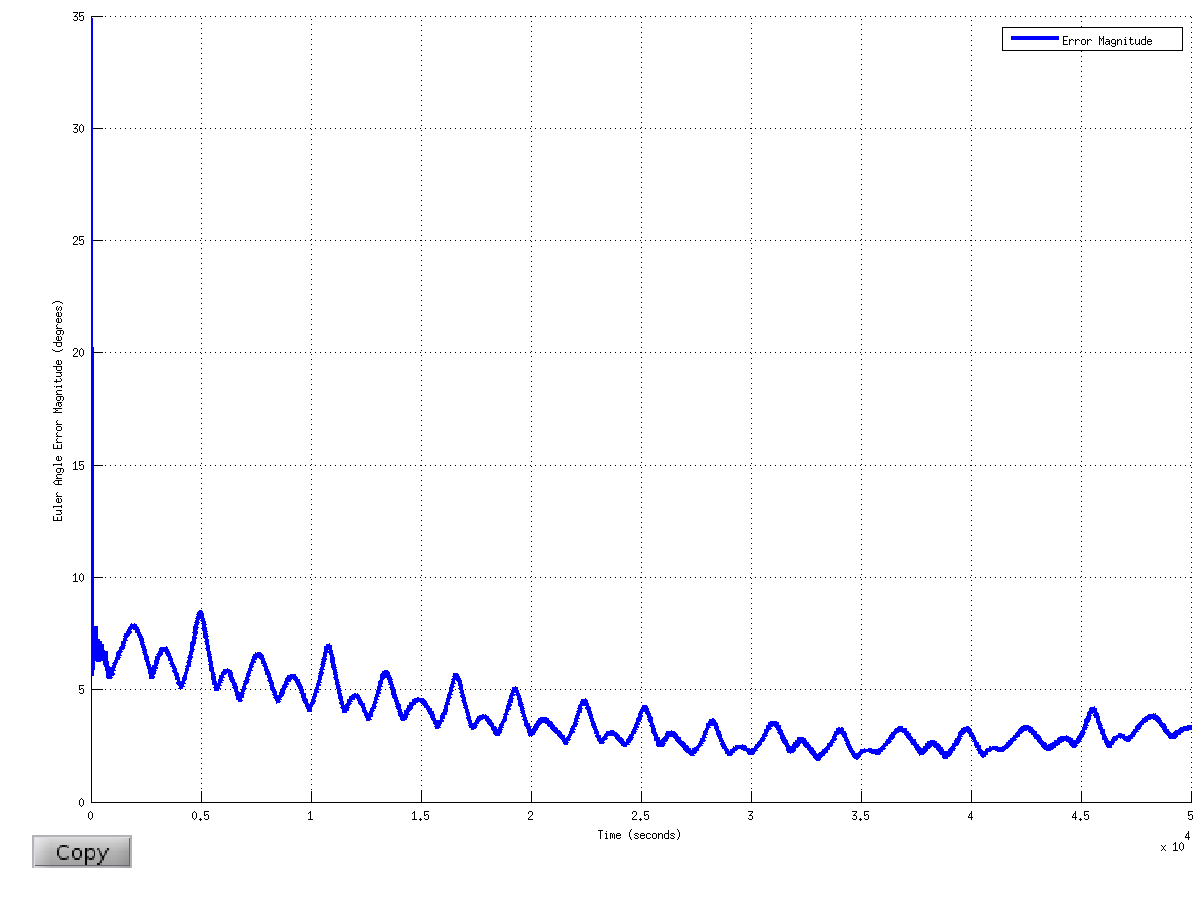 35
Error Magnitude
30
25
20
15
10
5
0
Euler Angle Error Magnitude (degrees)
0 0.5 1 1.5 2 2.5 3 3.5 4 4.5 5
Time (seconds)
x 10 4
Copy